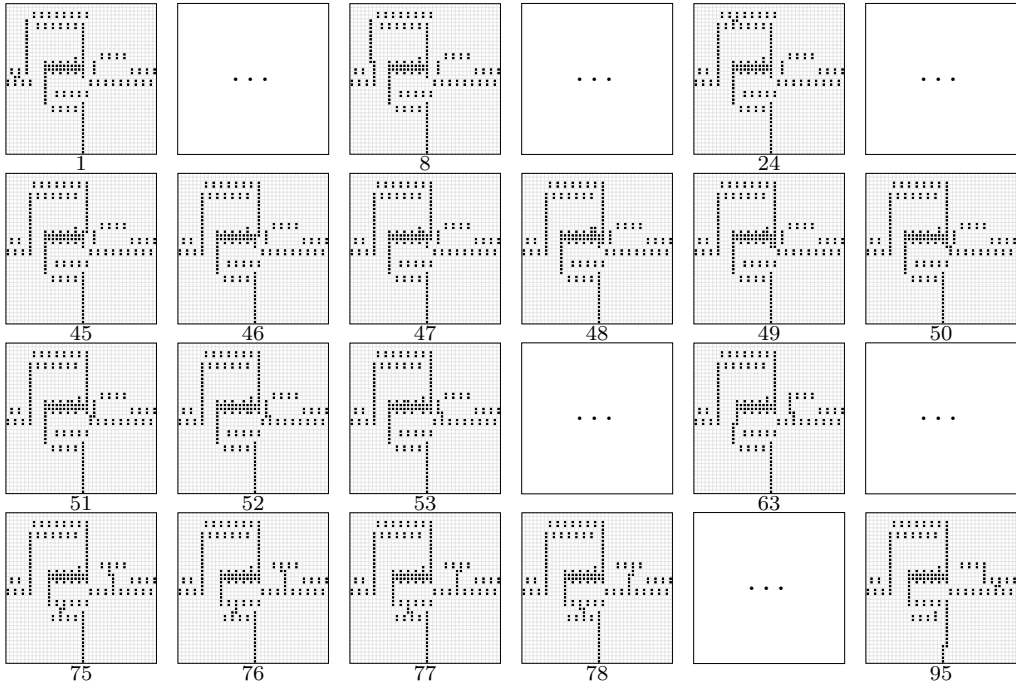 . . . . . . . . .
1 8 24
45 46 47 48 49 50
. . . . . .
51 52 53 63
. . .
75 76 77 78 95